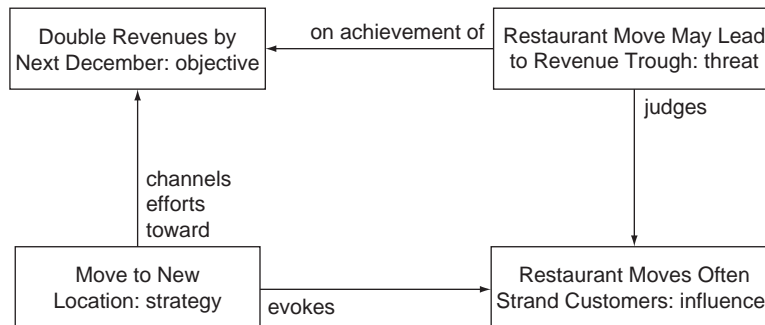 Double Revenues by
Next December: objective
on achievement of
Restaurant Move May Lead
to Revenue Trough: threat
judges
channels
efforts
toward
Move to New
Location: strategy
evokes
Restaurant Moves Often
Strand Customers: influence